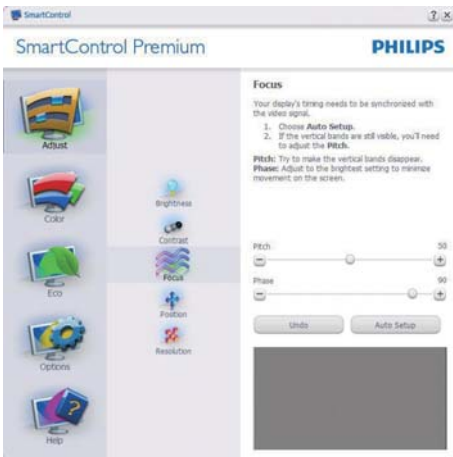 SmartControl
? x
SmartControl Premium
PHILIPS
Adjust
Color
Eco
Options
Help
Brightness
Contrast
Focus
Position
Resolution
Focus
Your display's timing needs to be synchronized with
the video signal.
1. Choose Auto Setup.
2. If the vertical bands are still visible, you'll need
to adjust the Pitch.
Pitch: Try to make the vertical bands disappear.
Phase: Adjust to the brightest setting to minimize
movement on the screen.
Pitch 50
Phase 90
Undo Auto Setup